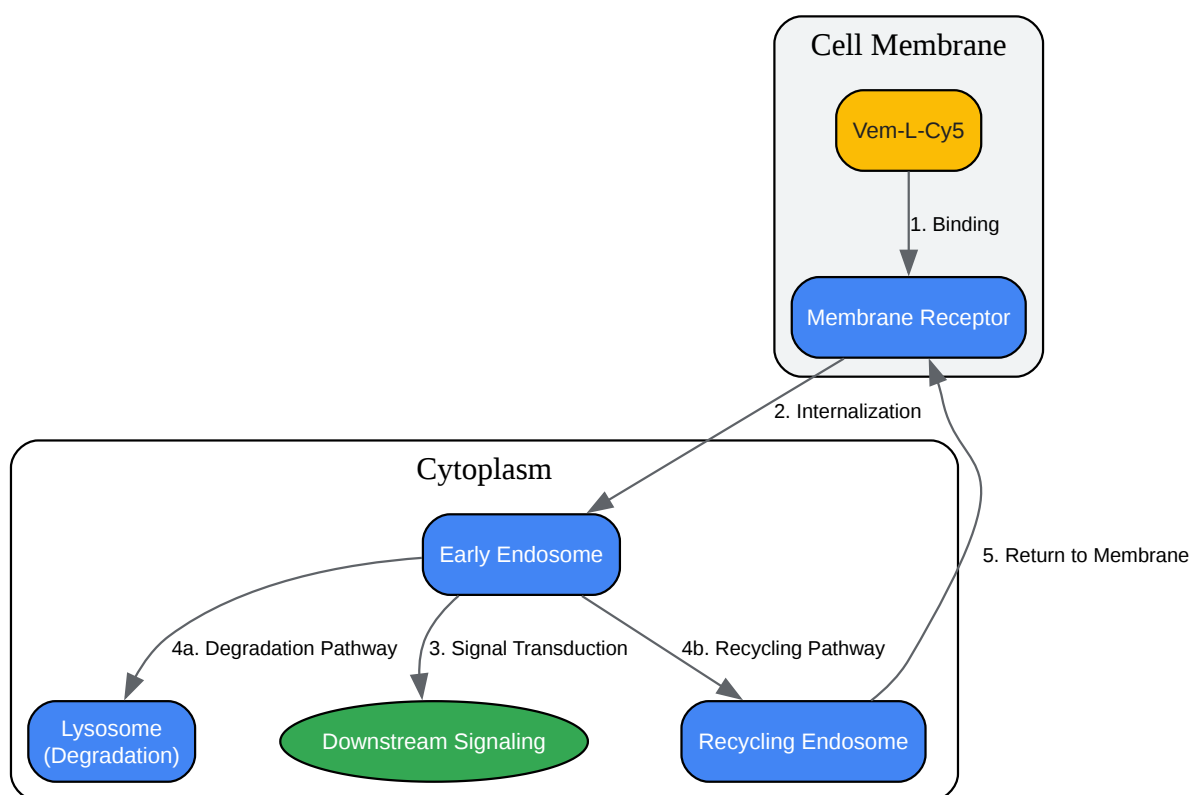 Cell Membrane
Vem-L-Cy5
1. Binding
Membrane Receptor
2. Internalization
Cytoplasm
Early Endosome
5. Return to Membrane
4a. Degradation Pathway
3. Signal Transduction
4b. Recycling Pathway
Lysosome
(Degradation)
Downstream Signaling
Recycling Endosome